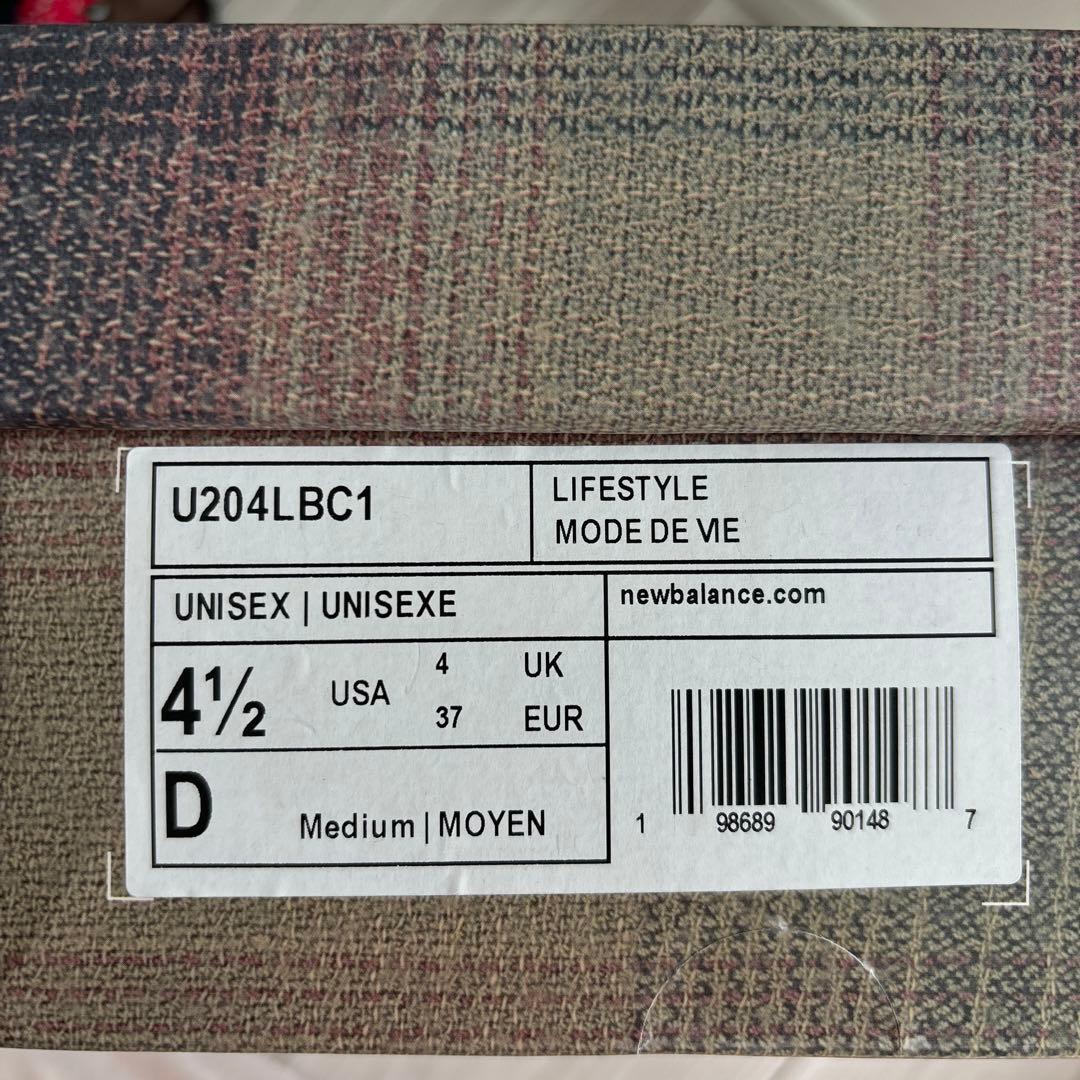 U204LBC1
LIFESTYLE
MODE DE VIE
UNISEX | UNISEXE
newbalance.com
4½ USA
4 UK
37 EUR
D Medium | MOYEN
1 98689 90148 7